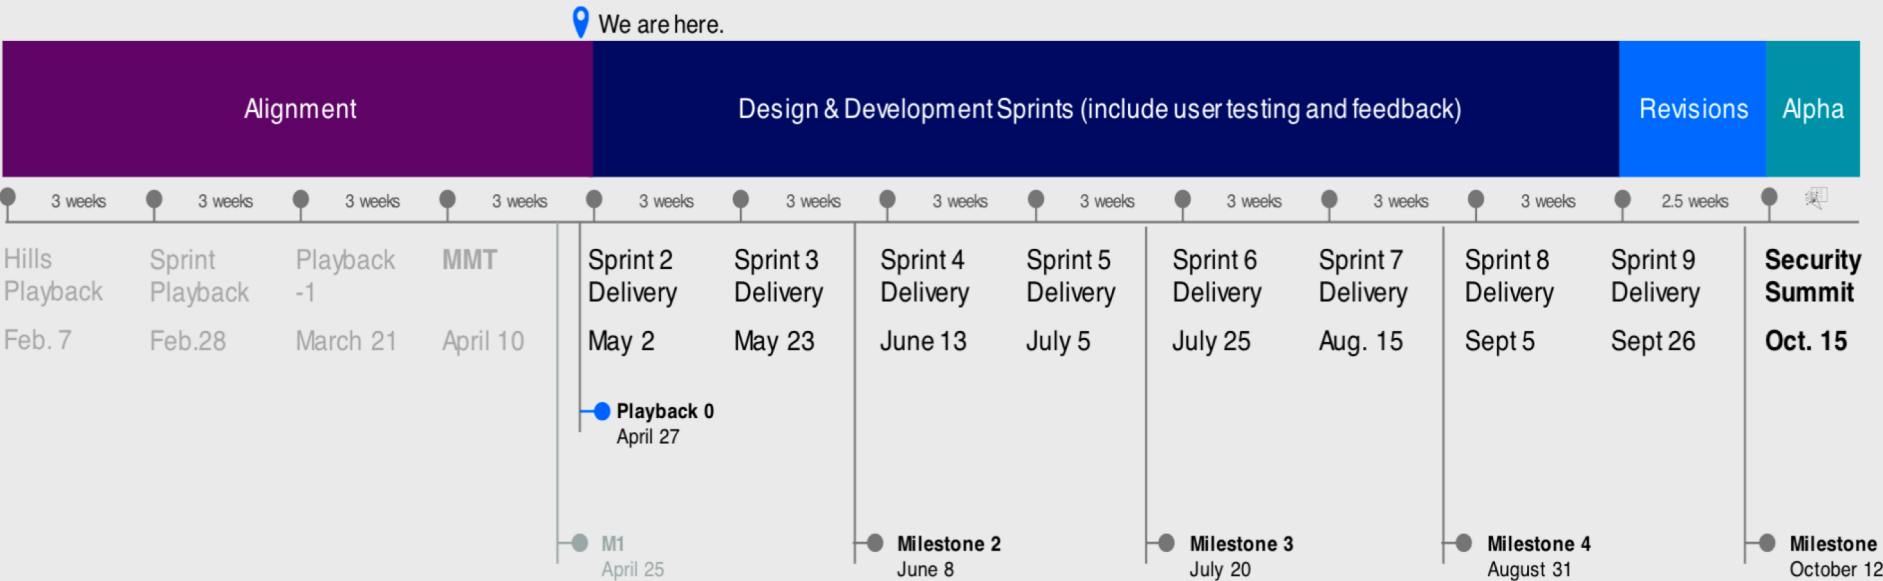 We are here.
Alignment
Design & Development Sprints (include user testing and feedback)
Revisions
Alpha
3 weeks
3 weeks
3 weeks
3 weeks
3 weeks
3 weeks
3 weeks
3 weeks
3 weeks
3 weeks
3 weeks
2.5 weeks
Hills
Playback
Feb. 7
Sprint
Playback
Feb.28
Playback
-1
March 21
MMT
April 10
Sprint 2
Delivery
May 2
Sprint 3
Delivery
May 23
Sprint 4
Delivery
June 13
Sprint 5
Delivery
July 5
Sprint 6
Delivery
July 25
Sprint 7
Delivery
Aug. 15
Sprint 8
Delivery
Sept 5
Sprint 9
Delivery
Sept 26
Security
Summit
Oct. 15
Playback 0
April 27
M1
April 25
Milestone 2
June 8
Milestone 3
July 20
Milestone 4
August 31
Milestone
October 12